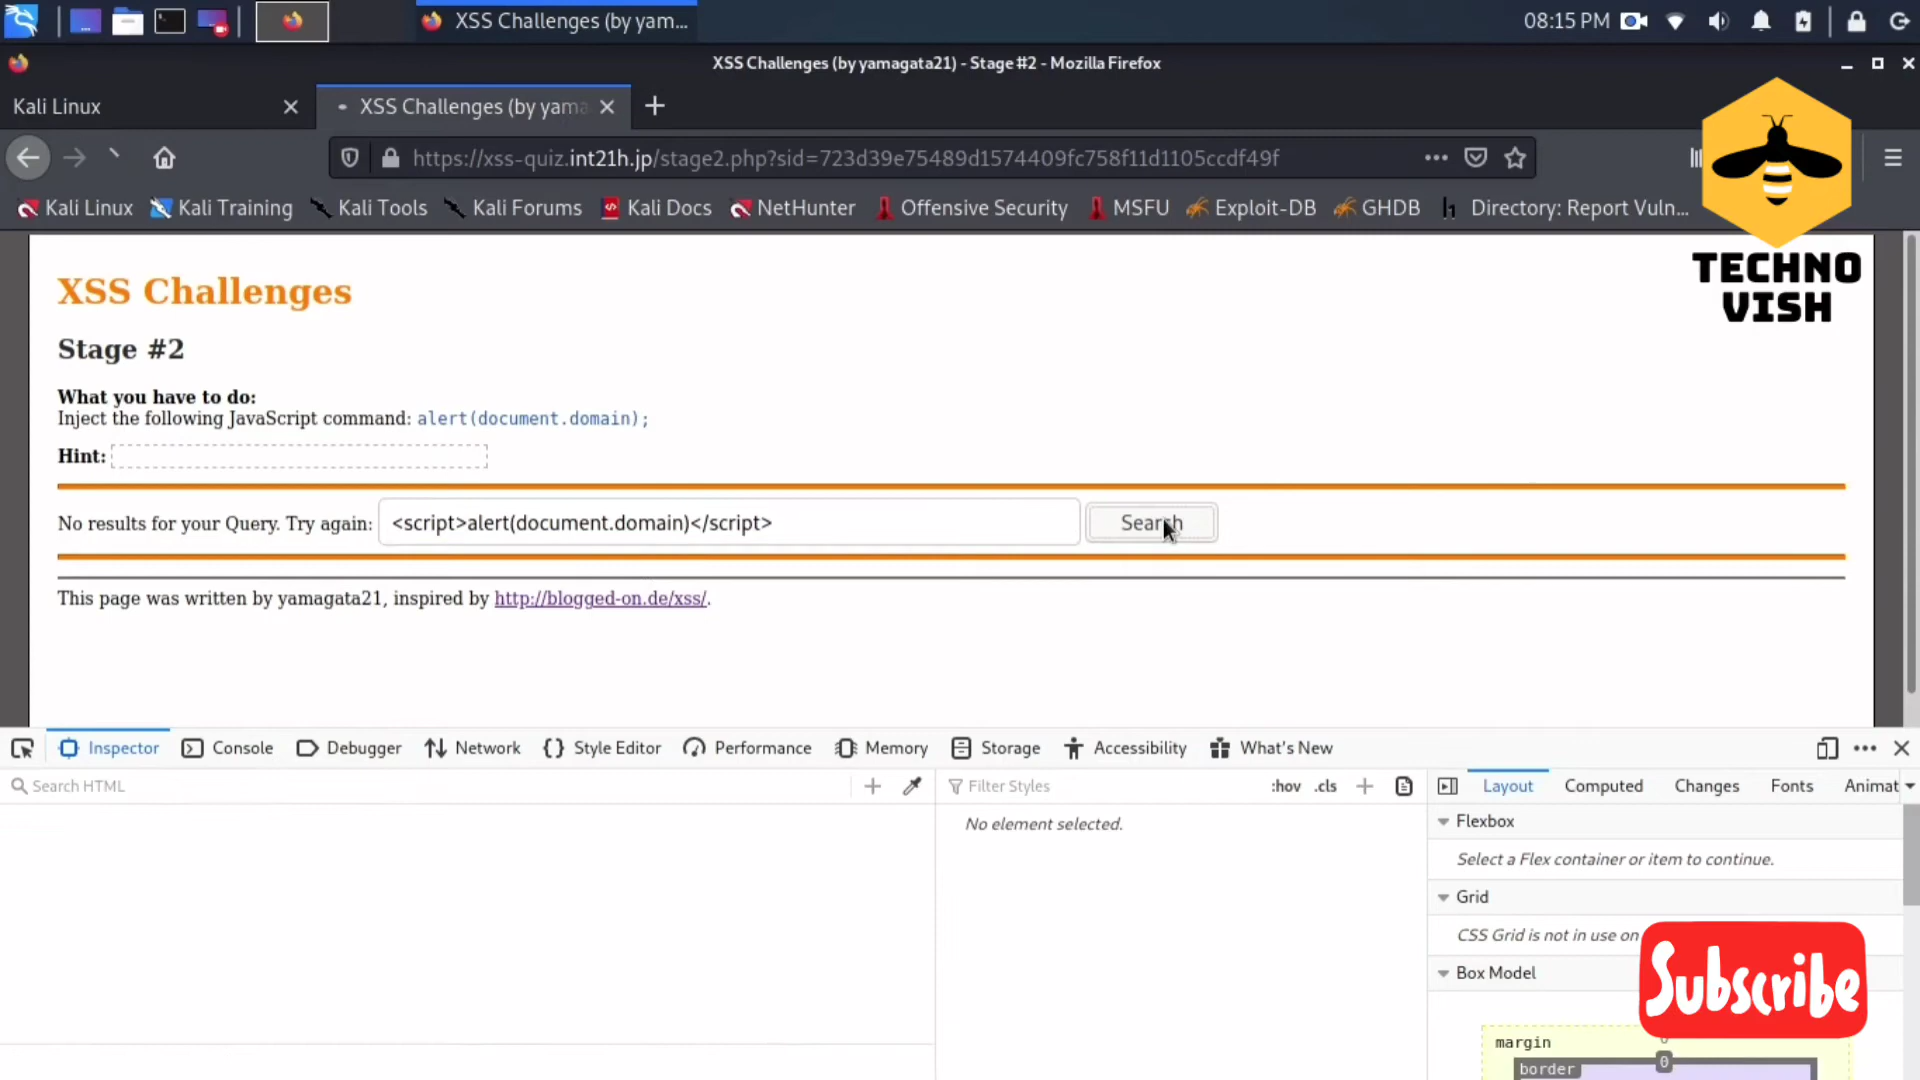 XSS Challenges (by yam...
08:15 PM
XSS Challenges (by yamagata21) - Stage #2 - Mozilla Firefox
Kali Linux
XSS Challenges (by yama
https://xss-quiz.int21h.jp/stage2.php?sid=723d39e75489d1574409fc758f11d1105ccdf49f
Kali Linux Kali Training Kali Tools Kali Forums Kali Docs NetHunter Offensive Security MSFU Exploit-DB GHDB Directory: Report Vuln...
TECHNO
VISH
XSS Challenges
Stage #2
What you have to do:
Inject the following JavaScript command: alert(document.domain);
Hint:
No results for your Query. Try again: <script>alert(document.domain)</script> Search
This page was written by yamagata21, inspired by http://blogged-on.de/xss/.
Inspector Console Debugger Network Style Editor Performance Memory Storage Accessibility What's New
Search HTML
Filter Styles :hov .cls
Layout Computed Changes Fonts Animat
No element selected.
Flexbox
Select a Flex container or item to continue.
Grid
CSS Grid is not in use on
Box Model
Subscribe
margin
border 0